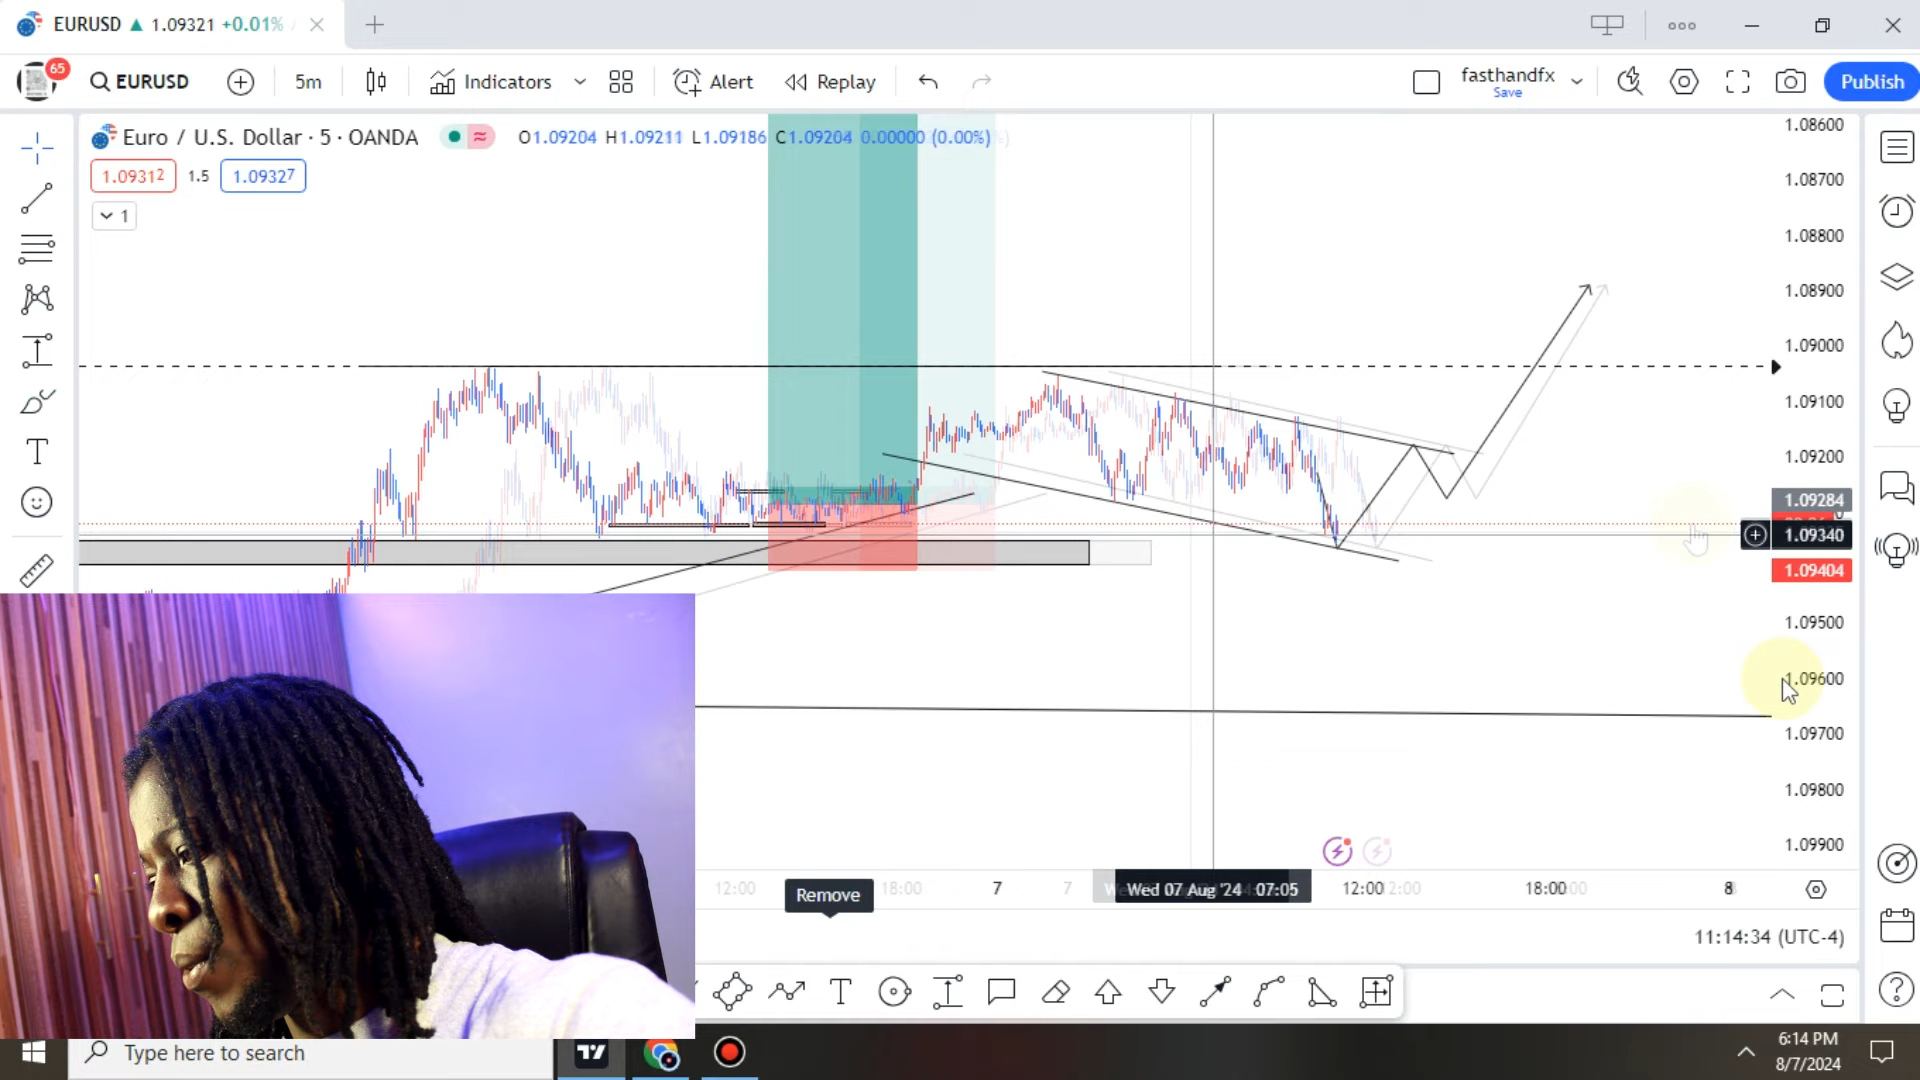 EURUSD ▲ 1.09321 +0.01%
65
EURUSD
5m
Indicators
Alert
Replay
fasthandfx
Save
Publish
Euro / U.S. Dollar · 5 · OANDA
O1.09204 H1.09211 L1.09186 C1.09204 0.00000 (0.00%)
1.09312
1.5
1.09327
1
1.08600
1.08700
1.08800
1.08900
1.09000
1.09100
1.09200
1.09284
1.09340
1.09404
1.09500
1.09600
1.09700
1.09800
1.09900
12:00
18:00
7
7
Wed 07 Aug '24 07:05
12:00
18:00
8
Remove
11:14:34 (UTC-4)
Type here to search
6:14 PM
8/7/2024